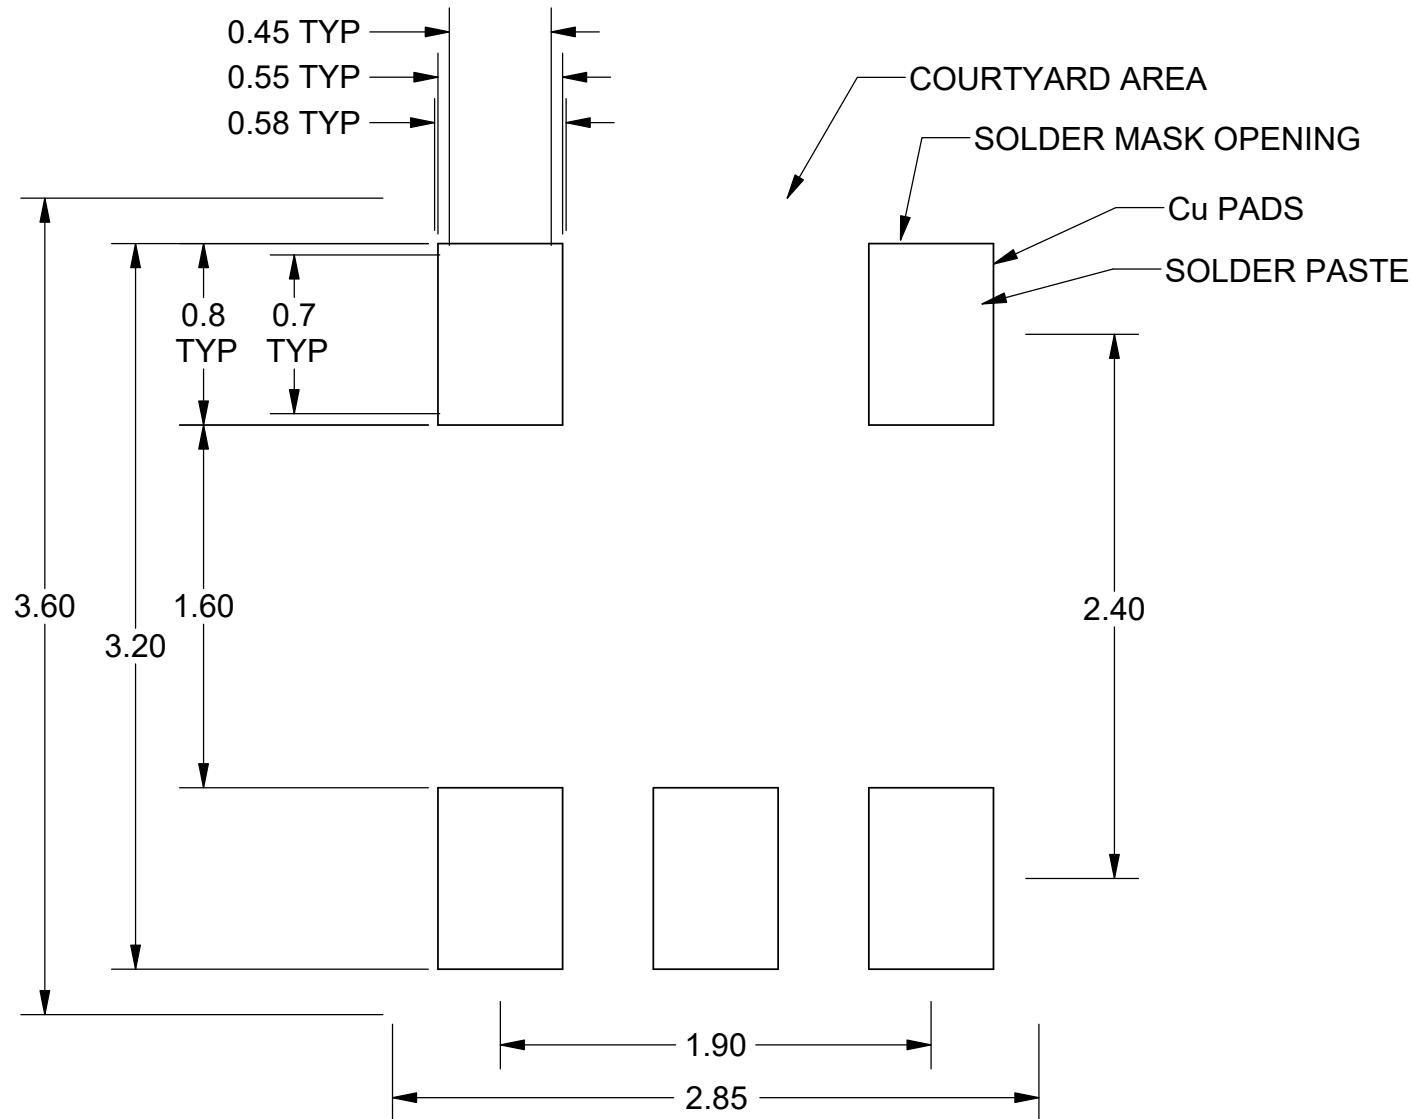 0.45 TYP
0.55 TYP
0.58 TYP
COURTYARD AREA
SOLDER MASK OPENING
Cu PADS
SOLDER PASTE
0.8
TYP
0.7
TYP
3.60
3.20
1.60
2.40
1.90
2.85